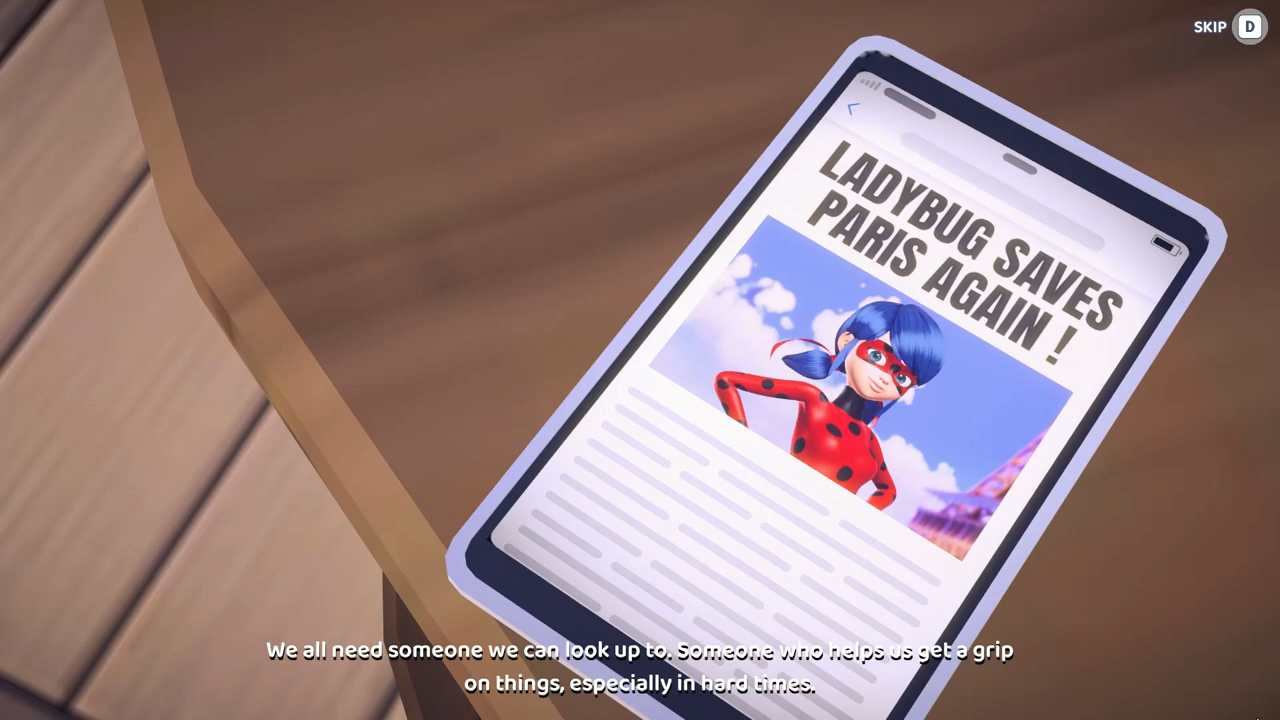 SKIP D
LADYBUG SAVES
PARIS AGAIN !
We all need someone we can look up to. Someone who helps us get a grip
on things, especially in hard times.